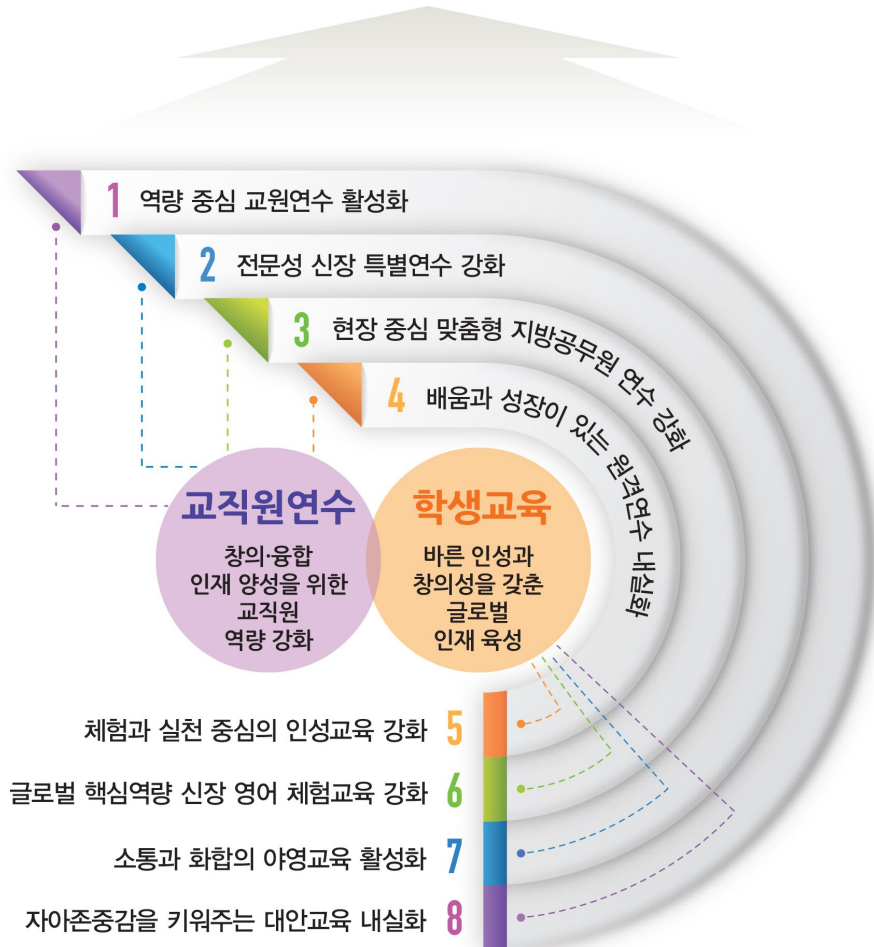 1 역량 중심 교원연수 활성화
2 전문성 신장 특별연수 강화
3 현장 중심 맞춤형 지방공무원 연수 강화
4 배움과 성장이 있는 원격연수 내실화
교직원연수
창의·융합
인재 양성을 위한
교직원
역량 강화
학생교육
바른 인성과
창의성을 갖춘
글로벌
인재 육성
체험과 실천 중심의 인성교육 강화 5
글로벌 핵심역량 신장 영어 체험교육 강화 6
소통과 화합의 야영교육 활성화 7
자아존중감을 키워주는 대안교육 내실화 8